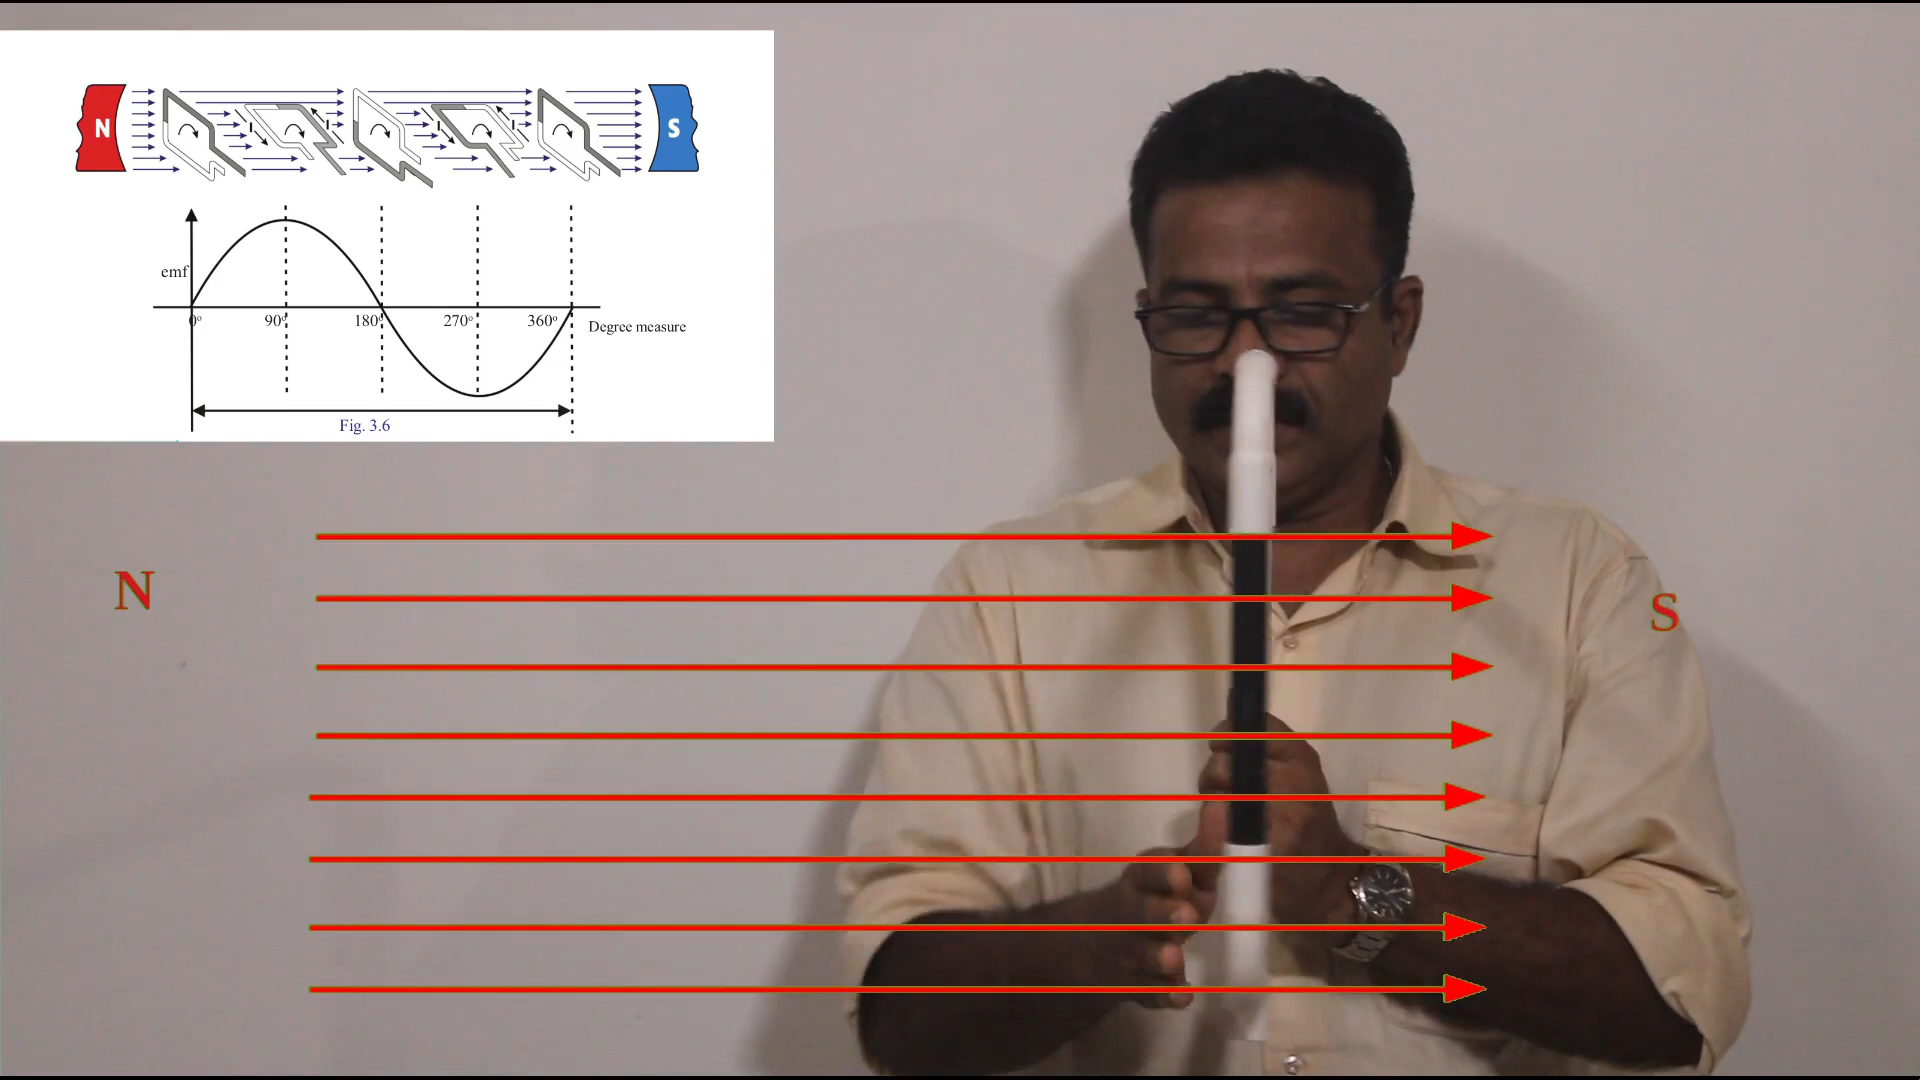 N S
I I I I
emf
0° 90° 180° 270° 360° Degree measure
Fig. 3.6
N S